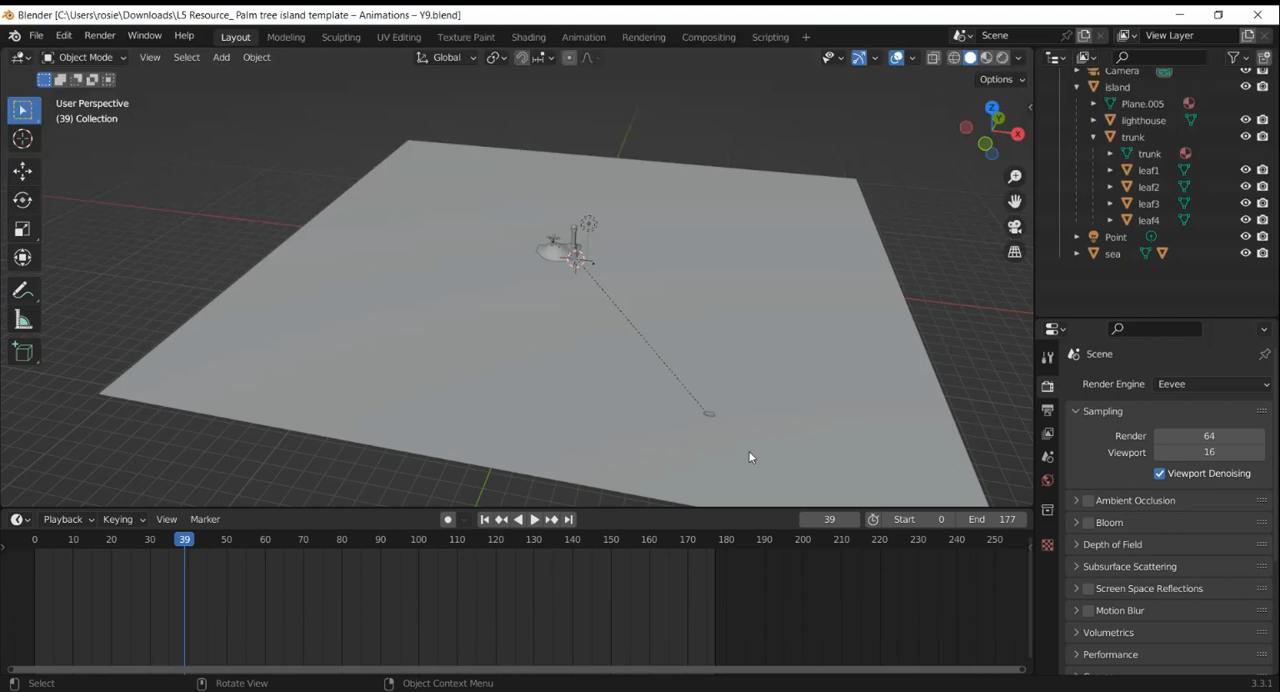 Blender [C:\Users\rosie\Downloads\L5 Resource_ Palm tree island template – Animations – Y9.blend]
File Edit Render Window Help Layout Modeling Sculpting UV Editing Texture Paint Shading Animation Rendering Compositing Scripting + Scene View Layer
Object Mode View Select Add Object Global
Options
User Perspective
(39) Collection
Z
Y
X
Camera
island
Plane.005
lighthouse
trunk
trunk
leaf1
leaf2
leaf3
leaf4
Point
sea
Scene
Render Engine Eevee
Sampling
Render 64
Viewport 16
Viewport Denoising
Ambient Occlusion
Bloom
Depth of Field
Subsurface Scattering
Screen Space Reflections
Motion Blur
Volumetrics
Performance
Playback Keying View Marker 39 Start 0 End 177
0 10 20 30 39 50 60 70 80 90 100 110 120 130 140 150 160 170 180 190 200 210 220 230 240 250
Select Rotate View Object Context Menu 3.3.1